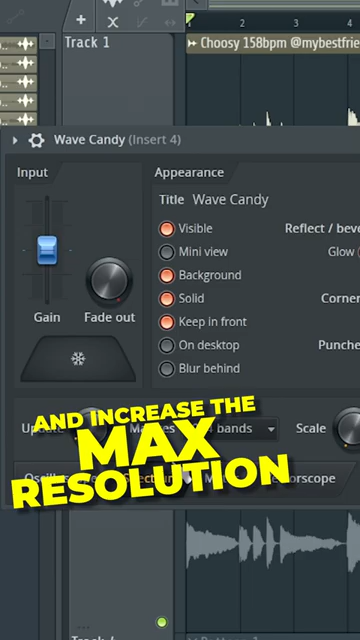 2
3
4
Track 1
Choosy 158bpm @mybestfrie
Wave Candy (Insert 4)
Input
Appearance
Title Wave Candy
Visible
Reflect / beve
Mini view
Glow (
Background
Solid
Corner
Keep in front
On desktop
Punche
Blur behind
Gain
Fade out
bands
Scale
AND INCREASE THE
MAX
RESOLUTION